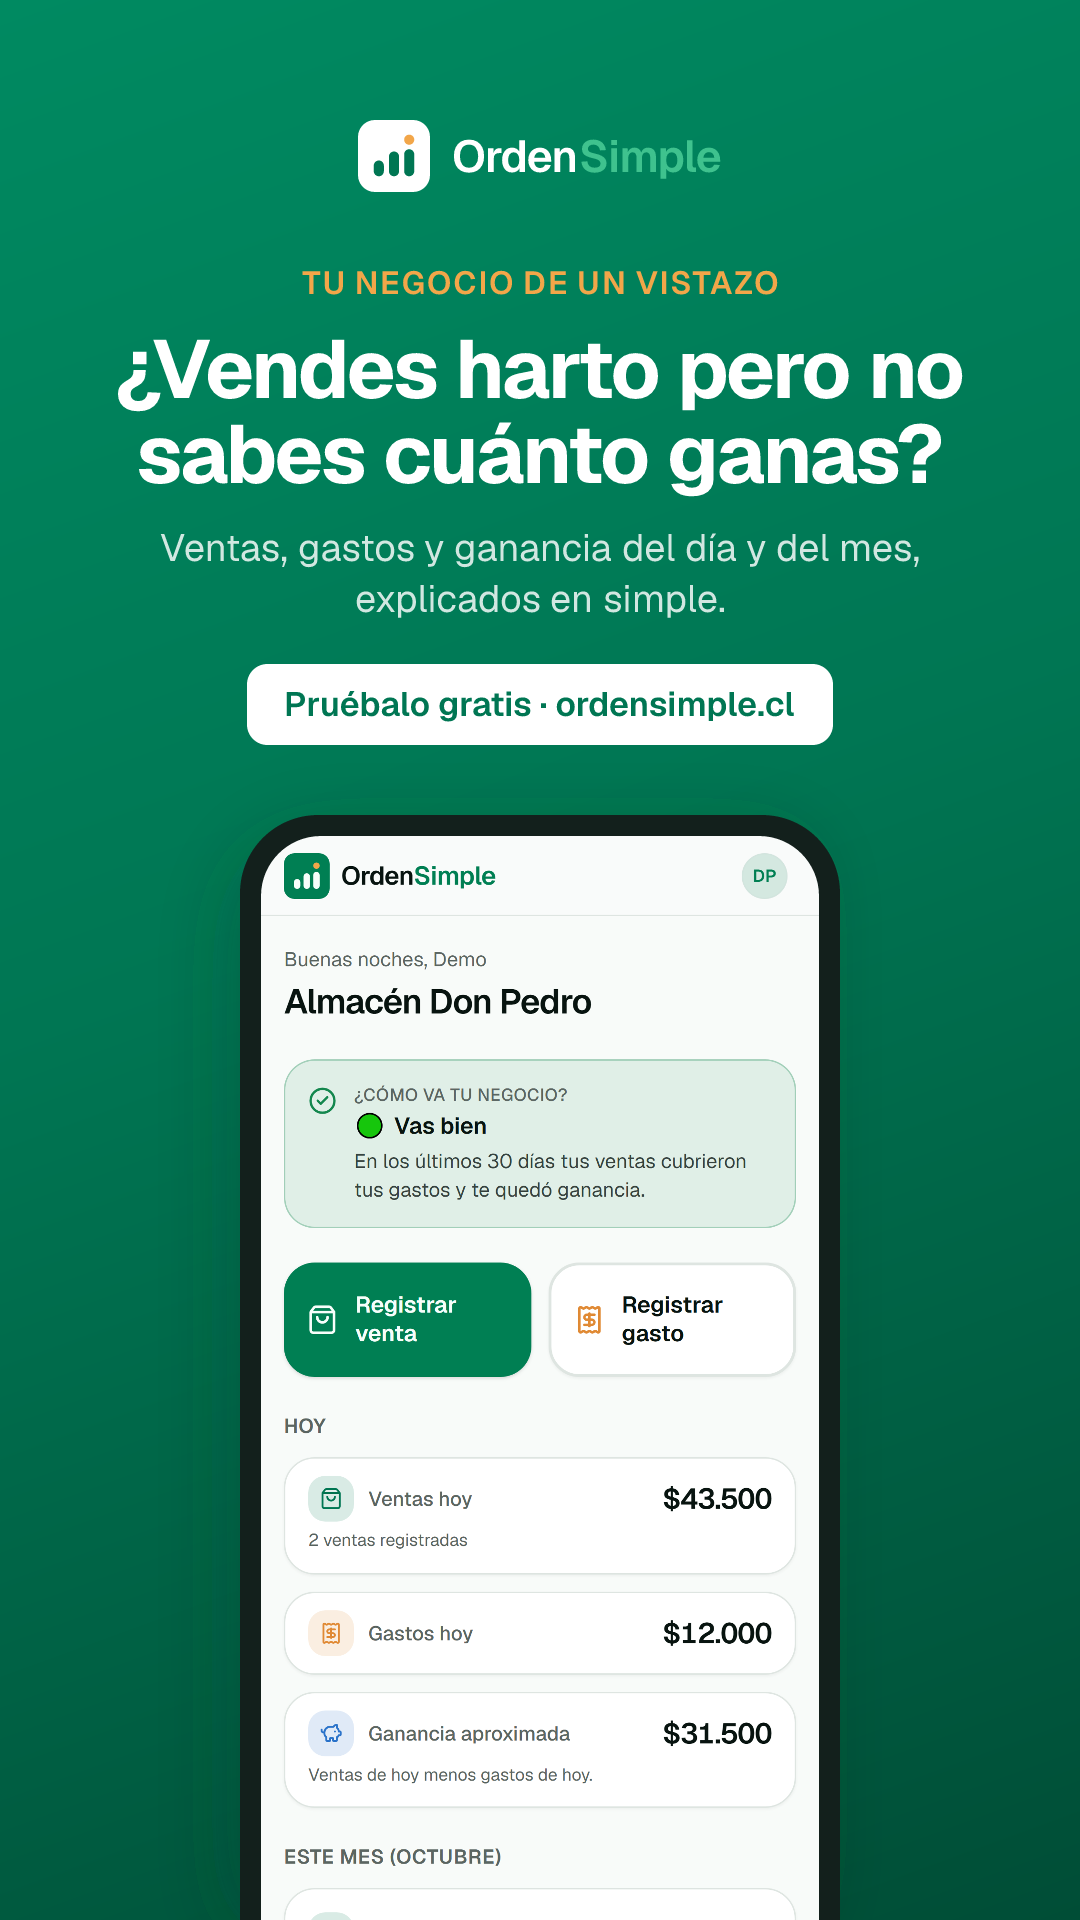 OrdenSimple
TU NEGOCIO DE UN VISTAZO
¿Vendes harto pero no
sabes cuánto ganas?
Ventas, gastos y ganancia del día y del mes,
explicados en simple.
Pruébalo gratis · ordensimple.cl
OrdenSimple
DP
Buenas noches, Demo
Almacén Don Pedro
¿CÓMO VA TU NEGOCIO?
Vas bien
En los últimos 30 días tus ventas cubrieron
tus gastos y te quedó ganancia.
Registrar
venta
Registrar
gasto
HOY
Ventas hoy
$43.500
2 ventas registradas
Gastos hoy
$12.000
Ganancia aproximada
$31.500
Ventas de hoy menos gastos de hoy.
ESTE MES (OCTUBRE)